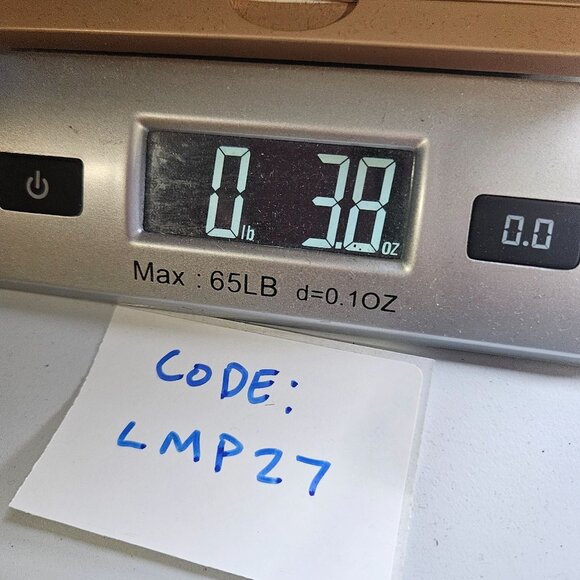 0 lb 3.8 oz
0.0
Max : 65LB d=0.1OZ
CODE:
LMP27